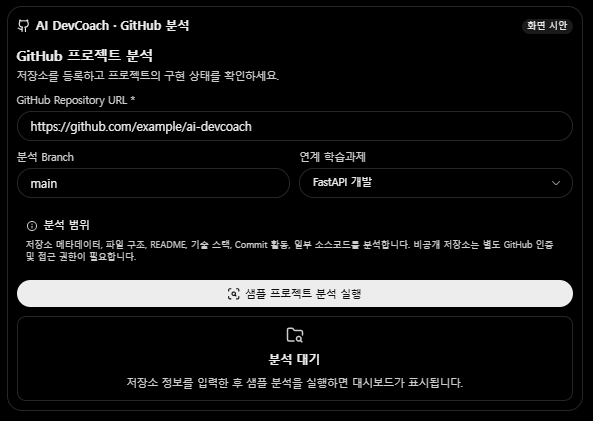 AI DevCoach · GitHub 분석
화면 시안
GitHub 프로젝트 분석
저장소를 등록하고 프로젝트의 구현 상태를 확인하세요.
GitHub Repository URL *
https://github.com/example/ai-devcoach
분석 Branch
연계 학습과제
main
FastAPI 개발
분석 범위
저장소 메타데이터, 파일 구조, README, 기술 스택, Commit 활동, 일부 소스코드를 분석합니다. 비공개 저장소는 별도 GitHub 인증
및 접근 권한이 필요합니다.
샘플 프로젝트 분석 실행
분석 대기
저장소 정보를 입력한 후 샘플 분석을 실행하면 대시보드가 표시됩니다.